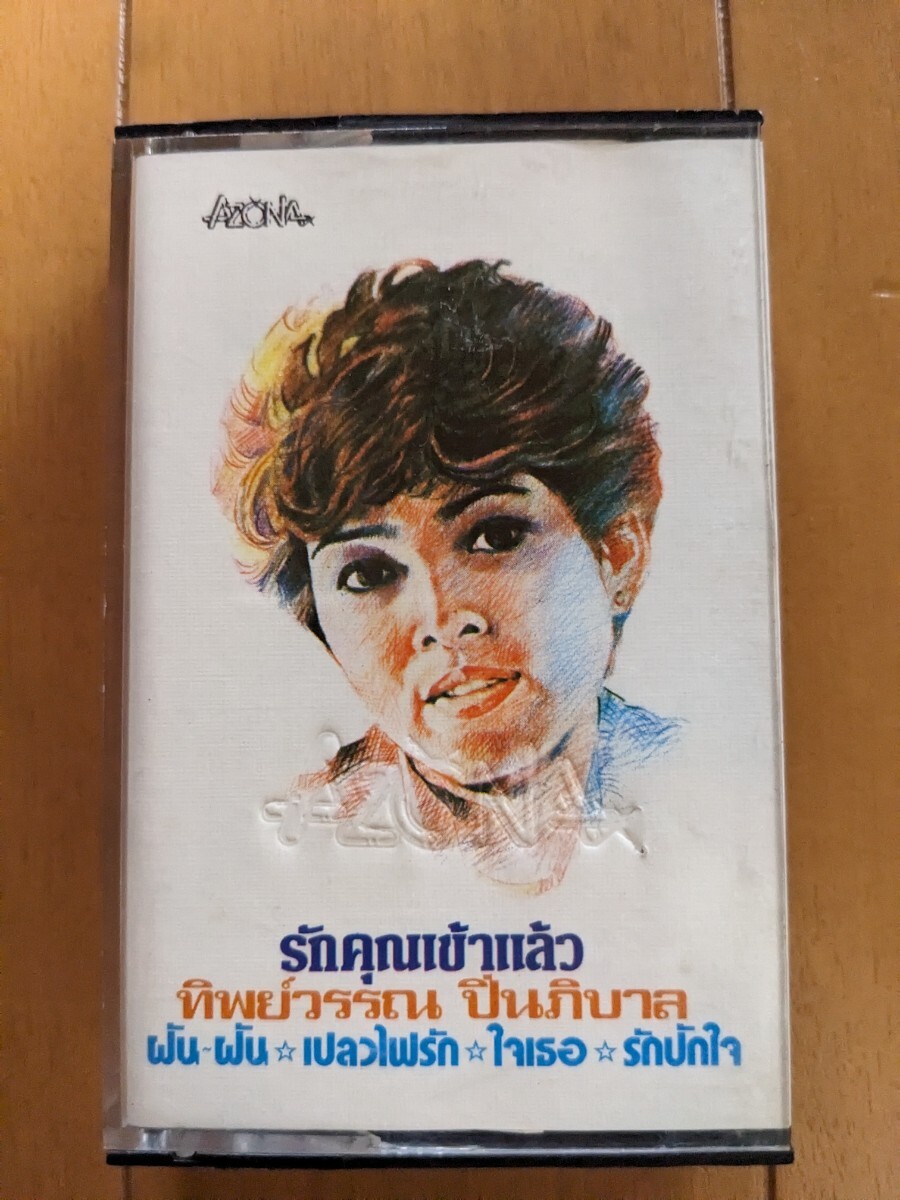 AZONA
AZONA
รักคุณเข้าแล้ว
ทิพย์วรรณ ปิ่นภิบาล
ฝัน~ฝัน ☆ เปลวไฟรัก ☆ ใจเธอ ☆ รักปักใจ